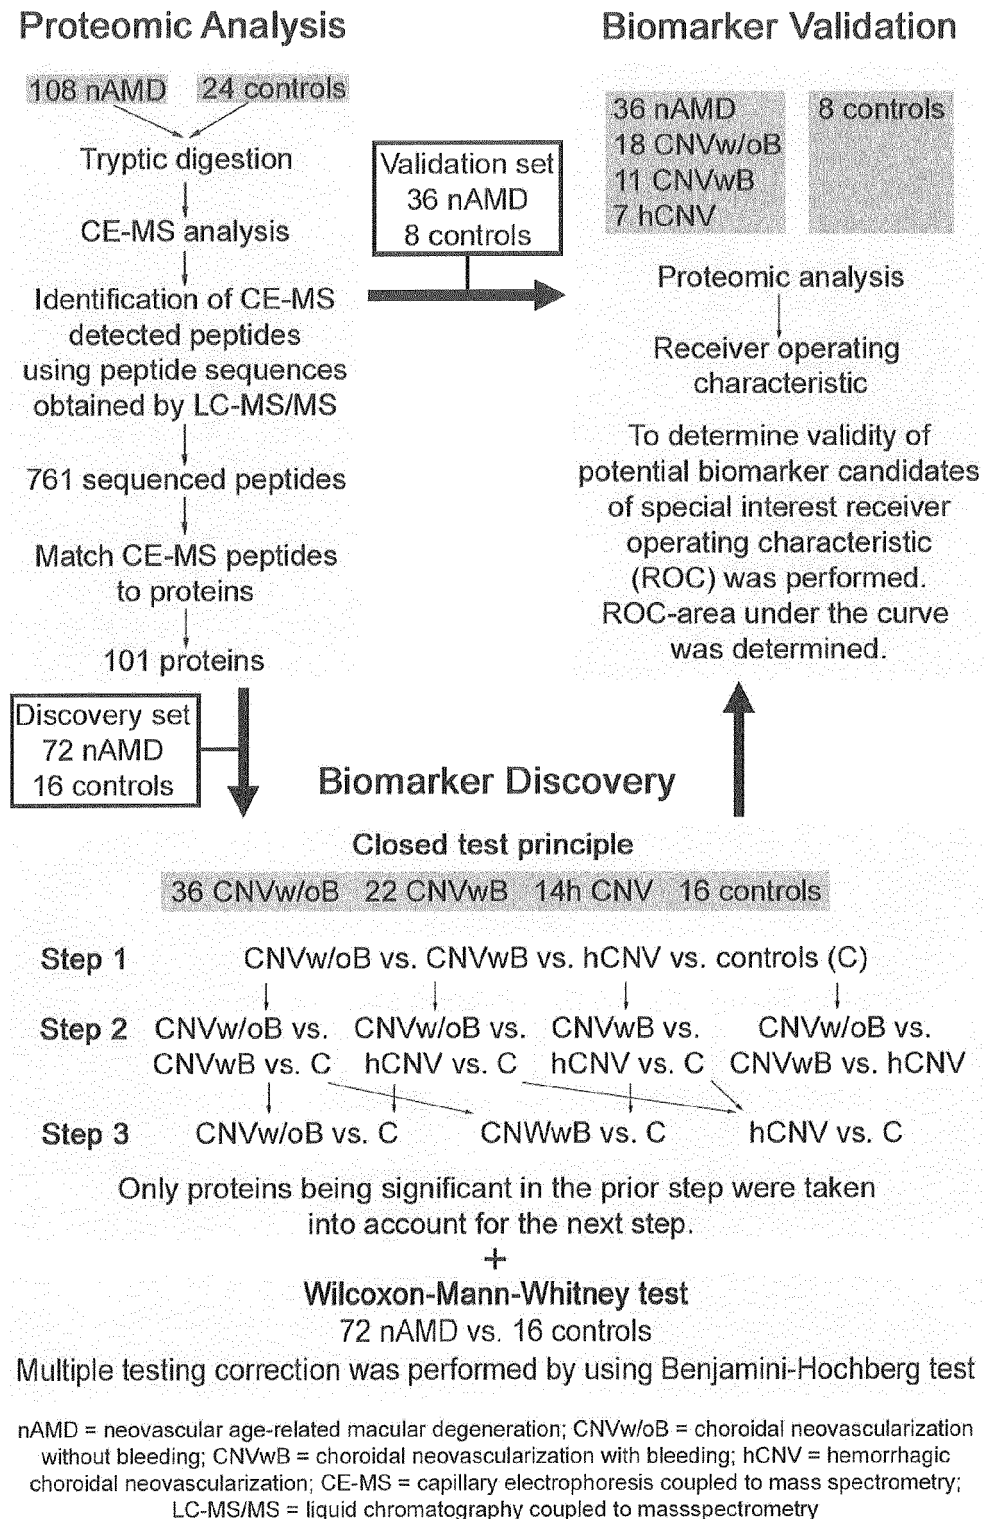 Proteomic Analysis
108 nAMD 24 controls
Tryptic digestion
CE-MS analysis
Identification of CE-MS
detected peptides
using peptide sequences
obtained by LC-MS/MS
761 sequenced peptides
Match CE-MS peptides
to proteins
101 proteins
Validation set
36 nAMD
8 controls
Biomarker Validation
36 nAMD
18 CNVw/oB
11 CNVwB
7 hCNV
8 controls
Proteomic analysis
Receiver operating
characteristic
To determine validity of
potential biomarker candidates
of special interest receiver
operating characteristic
(ROC) was performed.
ROC-area under the curve
was determined.
Discovery set
72 nAMD
16 controls
Biomarker Discovery
Closed test principle
36 CNVw/oB 22 CNVwB 14h CNV 16 controls
Step 1 CNVw/oB vs. CNVwB vs. hCNV vs. controls (C)
Step 2 CNVw/oB vs. CNVw/oB vs. CNVwB vs. CNVw/oB vs.
CNVwB vs. C hCNV vs. C hCNV vs. C CNVwB vs. hCNV
Step 3 CNVw/oB vs. C CNWwB vs. C hCNV vs. C
Only proteins being significant in the prior step were taken
into account for the next step.
+
Wilcoxon-Mann-Whitney test
72 nAMD vs. 16 controls
Multiple testing correction was performed by using Benjamini-Hochberg test
nAMD = neovascular age-related macular degeneration; CNVw/oB = choroidal neovascularization
without bleeding; CNVwB = choroidal neovascularization with bleeding; hCNV = hemorrhagic
choroidal neovascularization; CE-MS = capillary electrophoresis coupled to mass spectrometry;
LC-MS/MS = liquid chromatography coupled to massspectrometry